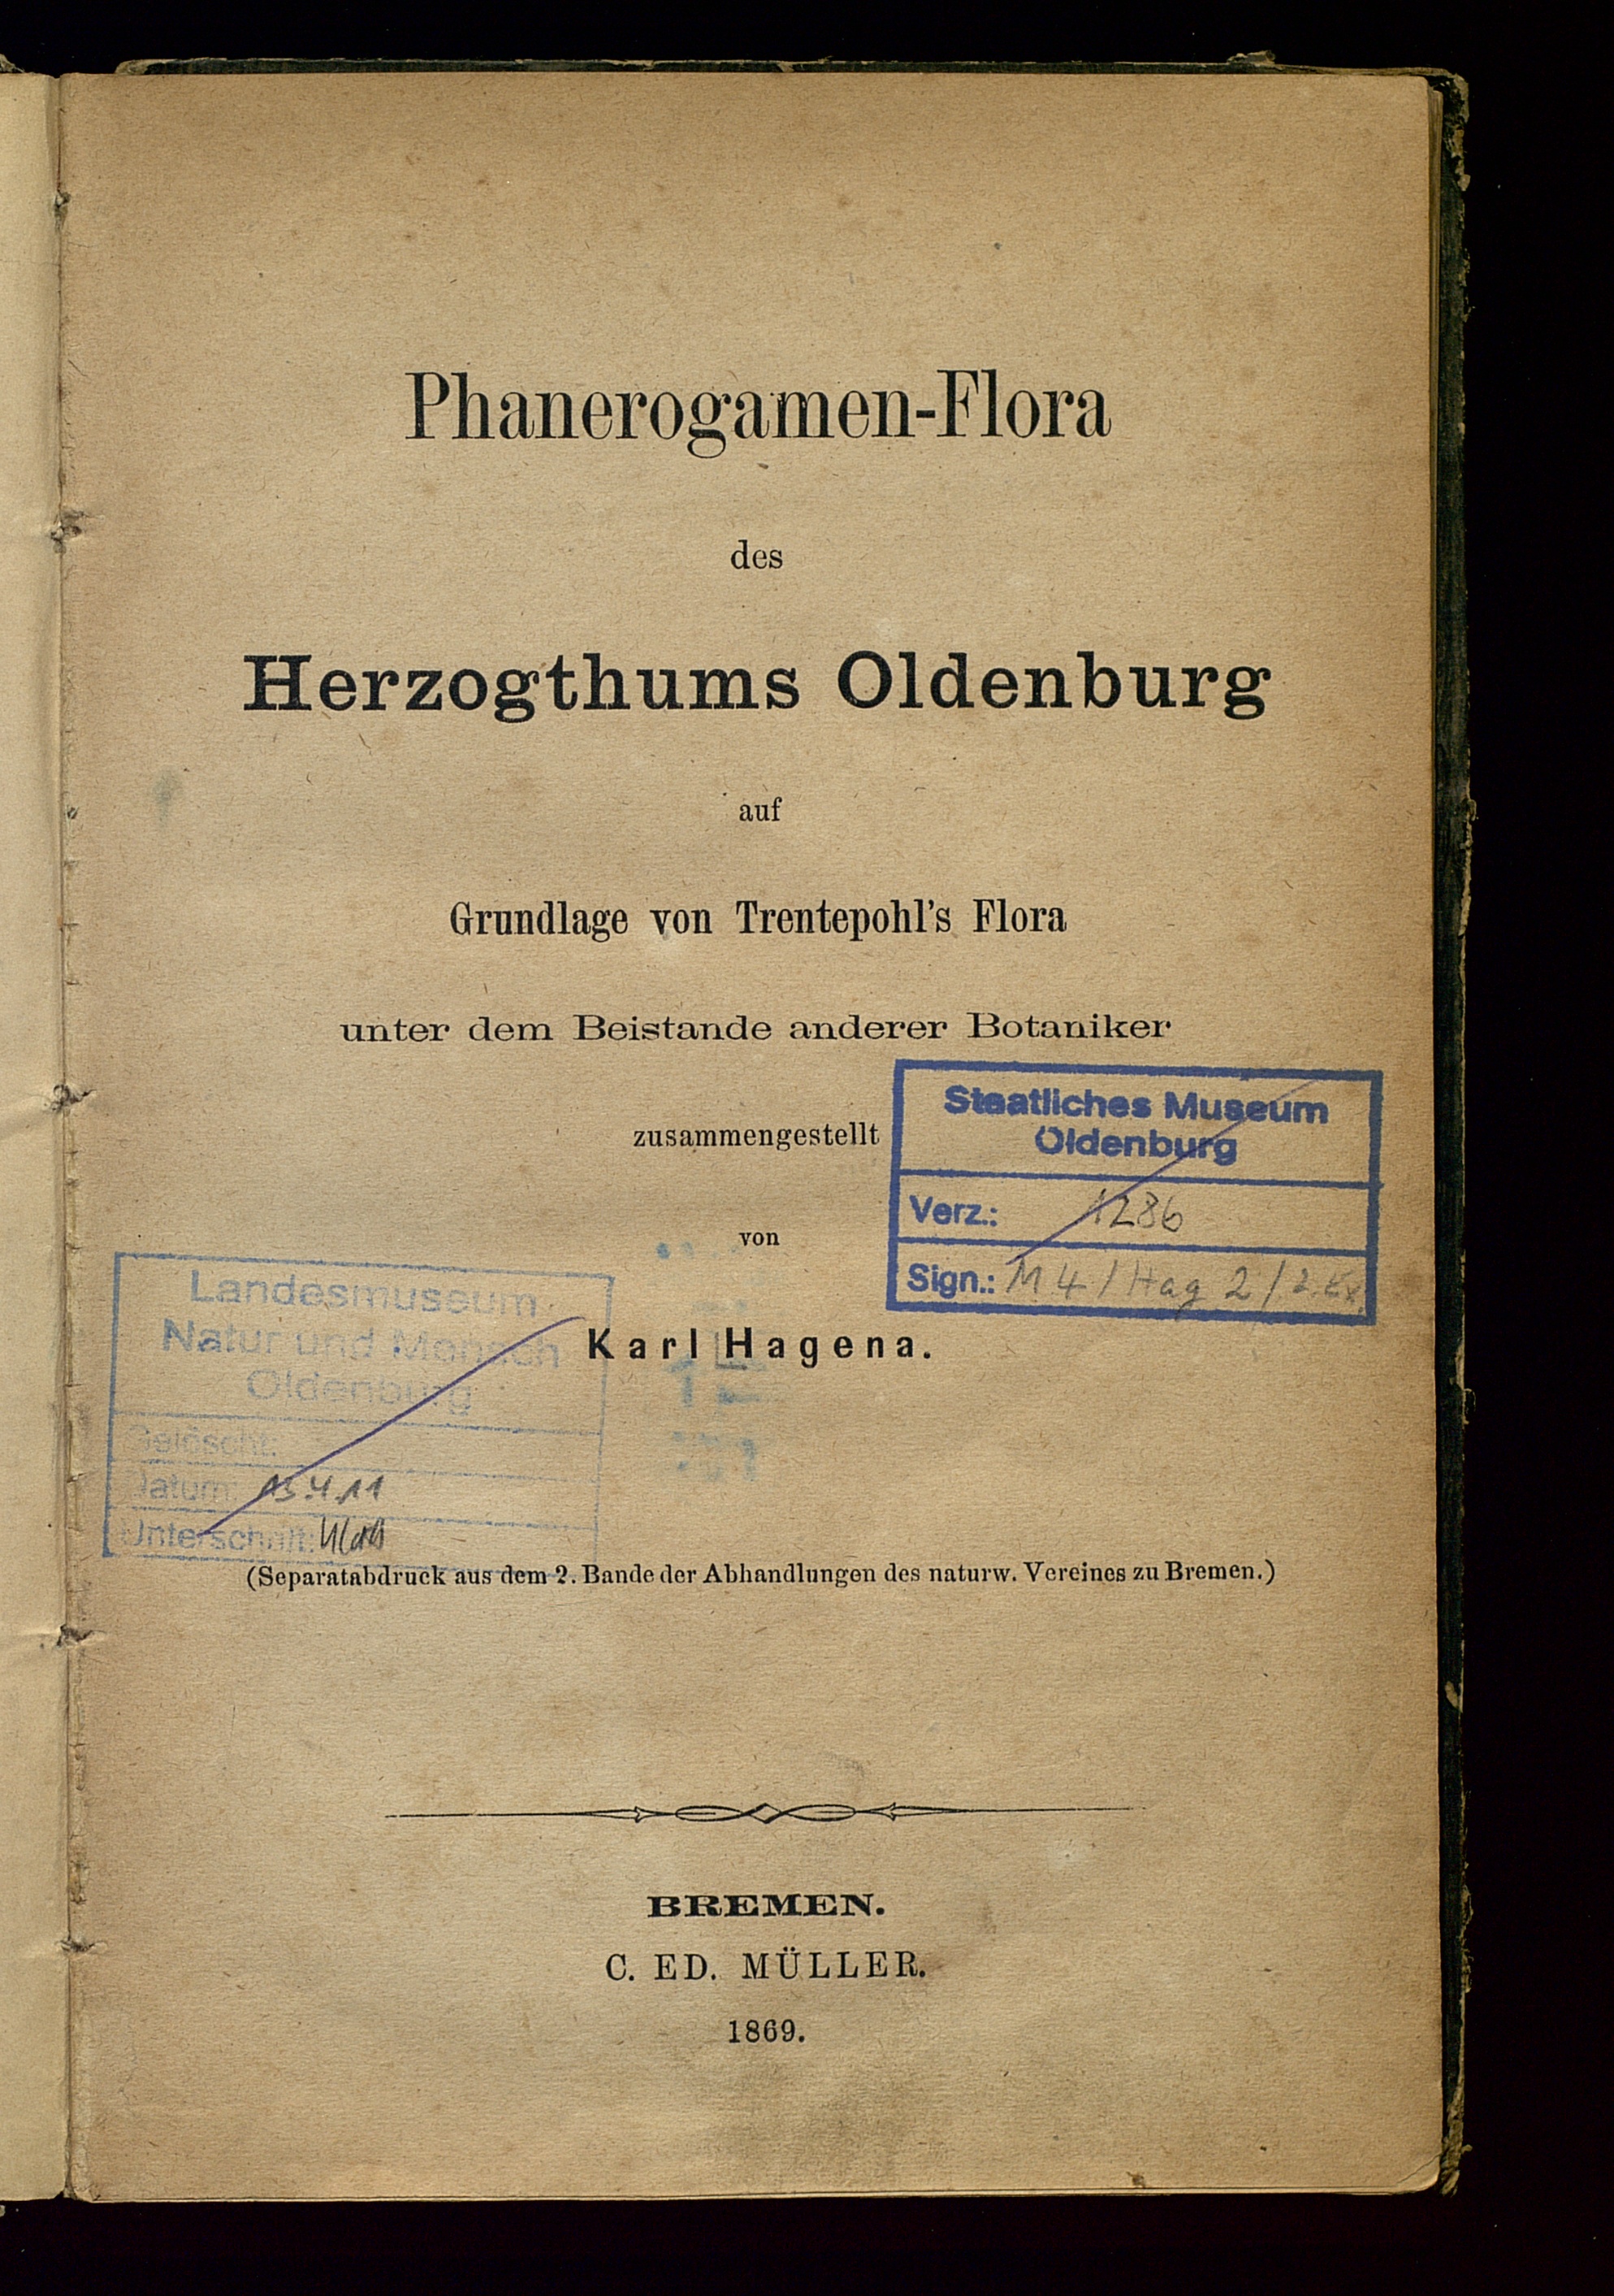 Phanerogamen-Flora
des
Herzogthums Oldenburg
auf
Grundlage von Trentepohl's Flora
unter dem Beistande anderer Botaniker
zusammengestellt
von
Karl Hagena.
Staatliches Museum
Oldenburg
Verz.: 1286
Sign.: M 4 / Hag 2 / 2. Ex.
Landesmuseum
Natur und Mensch
Oldenburg
Gelöscht:
Datum: 13.4.11
Unterschrift:
(Separatabdruck aus dem 2. Bande der Abhandlungen des naturw. Vereines zu Bremen.)
BREMEN.
C. ED. MÜLLER.
1869.